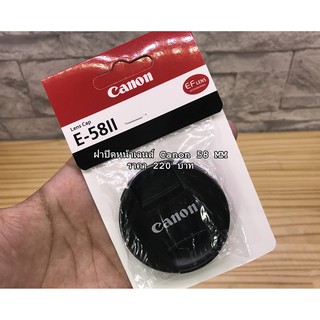 Canon
Lens Cap
E-58II
EF LENS
ฝาปิดหน้าเลนส์ Canon 58 MM
ราคา 220 บาท
Canon